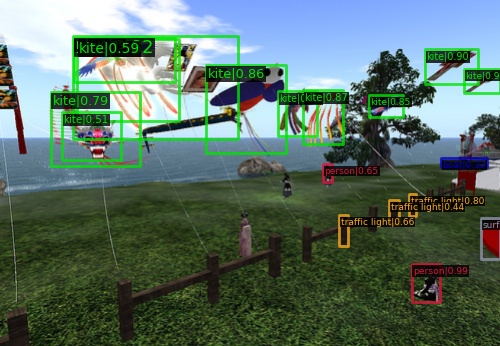 kite|0.59
2
kite|0.90
kite|0.86
kite|0.79
kite|0.87
kite|0.85
kite|0.51
person|0.65
traffic light|0.80
traffic light|0.44
traffic light|0.66
surf
person|0.99